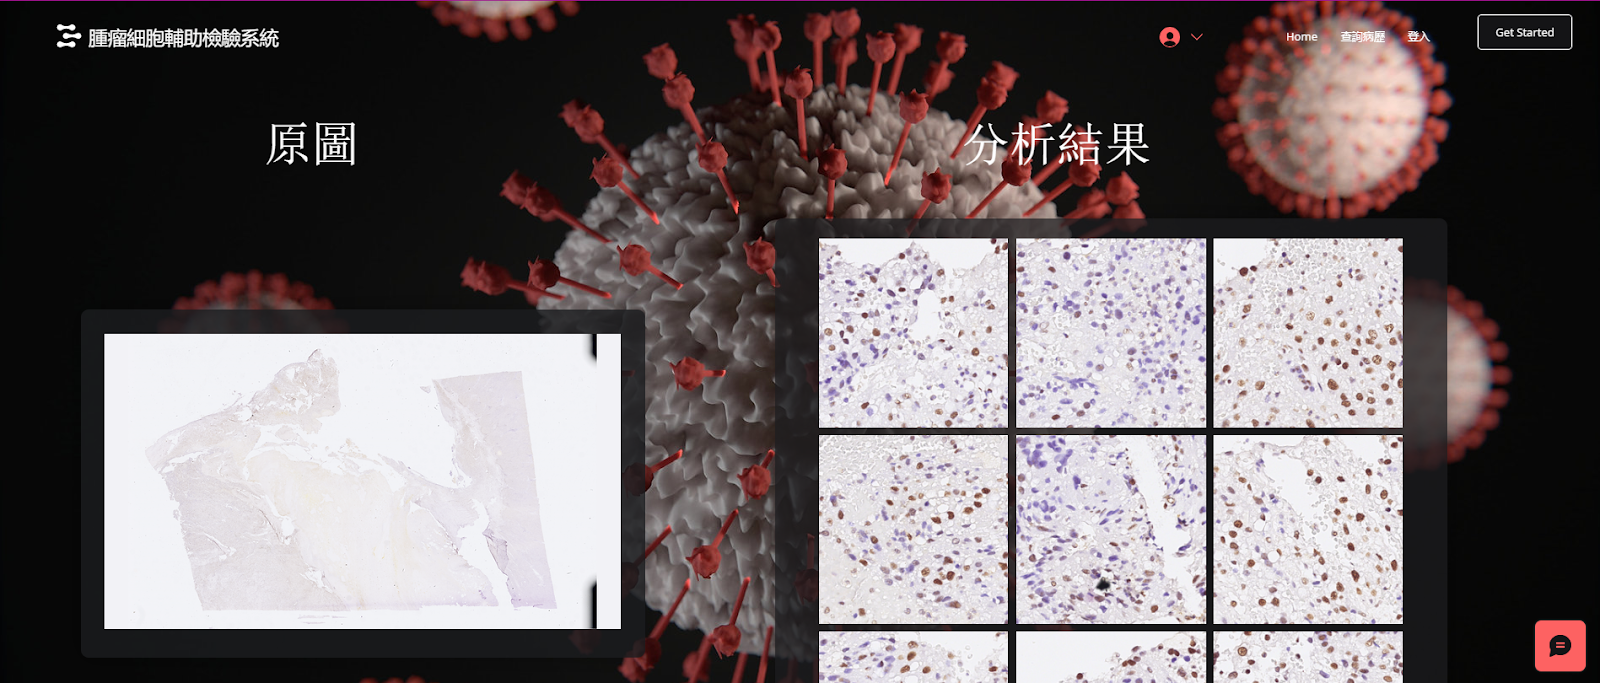 腫瘤細胞輔助檢驗系統
Home
查詢病歷
登入
Get Started
原圖
分析結果